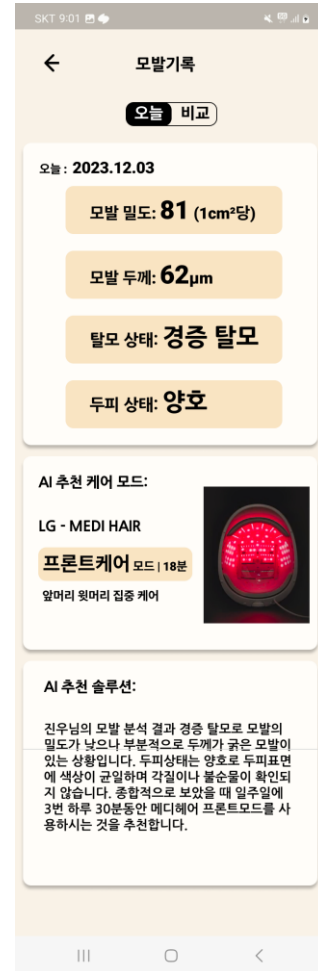 SKT 9:01
모발기록
오늘 비교
오늘 : 2023.12.03
모발 밀도: 81 (1cm²당)
모발 두께: 62μm
탈모 상태: 경증 탈모
두피 상태: 양호
AI 추천 케어 모드:
LG - MEDI HAIR
프론트케어 모드 | 18분
앞머리 윗머리 집중 케어
AI 추천 솔루션:
진우님의 모발 분석 결과 경증 탈모로 모발의
밀도가 낮으나 부분적으로 두께가 굵은 모발이
있는 상황입니다. 두피상태는 양호로 두피표면
에 색상이 균일하며 각질이나 불순물이 확인되
지 않습니다. 종합적으로 보았을 때 일주일에
3번 하루 30분동안 메디헤어 프론트모드를 사
용하시는 것을 추천합니다.